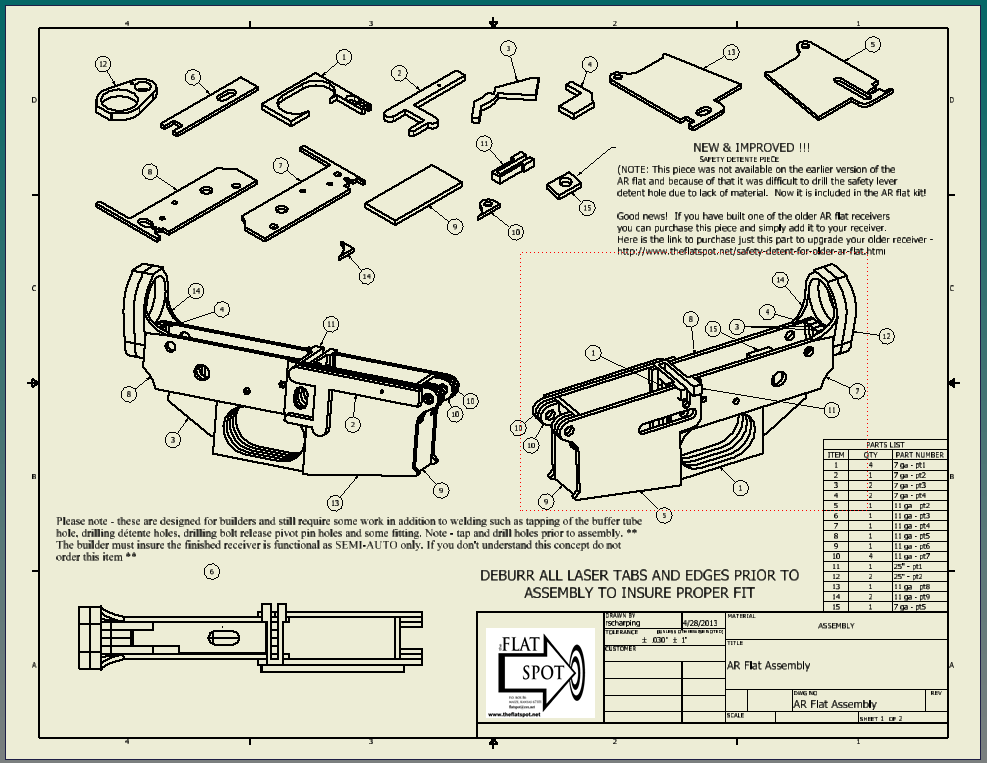 4 3 2 1
D
D
12
6
1
2
3
4
13
5
8
7
11
9
10
15
14
NEW & IMPROVED !!!
SAFETY DETENTE PIECE
(NOTE: This piece was not available on the earlier version of the
AR flat and because of that it was difficult to drill the safety lever
detent hole due to lack of material. Now it is included in the AR flat kit!
Good news! If you have built one of the older AR flat receivers
you can purchase this piece and simply add it to your receiver.
Here is the link to purchase just this part to upgrade your older receiver -
http://www.theflatspot.net/safety-detent-for-older-ar-flat.html
C
C
14
4
11
8
3
2
10
10
9
13
14
4
3
15
8
1
12
7
11
10
10
9
5
1
B
B
PARTS LIST
ITEM QTY PART NUMBER
1 4 7 ga - pt1
2 1 7 ga - pt2
3 2 7 ga - pt3
4 2 7 ga - pt4
5 1 11 ga pt2
6 1 11 ga - pt3
7 1 11 ga - pt4
8 1 11 ga - pt5
9 1 11 ga - pt6
10 4 11 ga - pt7
11 1 25" - pt1
12 2 25" - pt2
13 1 11 ga pt8
14 2 11 ga - pt9
15 1 7 ga - pt5
Please note - these are designed for builders and still require some work in addition to welding such as tapping of the buffer tube
hole, drilling détente holes, drilling bolt release pivot pin holes and some fitting. Note - tap and drill holes prior to assembly. **
The builder must insure the finished receiver is functional as SEMI-AUTO only. If you don't understand this concept do not
order this item **
6
DEBURR ALL LASER TABS AND EDGES PRIOR TO
ASSEMBLY TO INSURE PROPER FIT
A
A
THE
FLAT
SPOT
flatspot@cox.net
www.theflatspot.net
DRAWN BY
rscharping 4/28/2013
TOLERANCE (UNLESS OTHERWISE NOTED)
± .030" ± 1°
CUSTOMER
MATERIAL
ASSEMBLY
TITLE
AR Flat Assembly
DWG NO
AR Flat Assembly
REV
SCALE
SHEET 1 OF 2
4 3 2 1